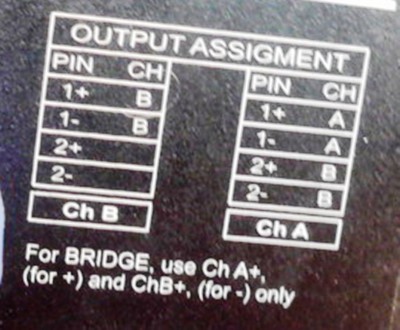 OUTPUT ASSIGMENT
PIN CH
1+ B
1- B
2+
2-
Ch B
PIN CH
1+ A
1- A
2+ B
2- B
Ch A
For BRIDGE, use Ch A+,
(for +) and ChB+, (for -) only